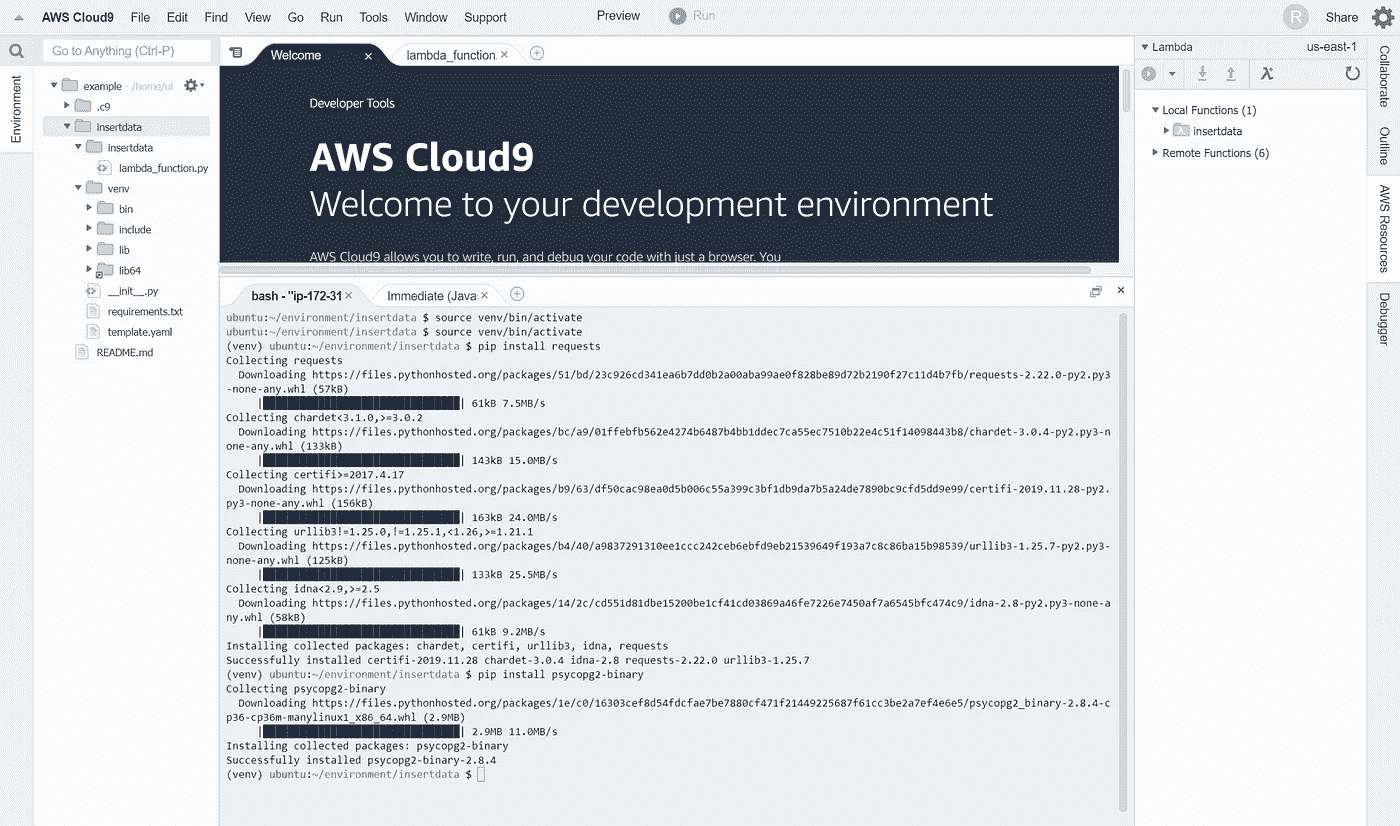 AWS Cloud9 File Edit Find View Go Run Tools Window Support Preview Run R Share
Go to Anything (Ctrl-P)
Environment
example - /home/ul
.c9
insertdata
insertdata
lambda_function.py
venv
bin
include
lib
lib64
__init__.py
requirements.txt
template.yaml
README.md
Welcome lambda_function.
Developer Tools
AWS Cloud9
Welcome to your development environment
AWS Cloud9 allows you to write, run, and debug your code with just a browser. You
bash - "ip-172-31 Immediate (Java
ubuntu:~/environment/insertdata $ source venv/bin/activate
ubuntu:~/environment/insertdata $ source venv/bin/activate
(venv) ubuntu:~/environment/insertdata $ pip install requests
Collecting requests
Downloading https://files.pythonhosted.org/packages/51/bd/23c926cd341ea6b7dd0b2a00aba99ae0f828be89d72b2190f27c11d4b7fb/requests-2.22.0-py2.py3
-none-any.whl (57kB)
61kB 7.5MB/s
Collecting chardet<3.1.0,>=3.0.2
Downloading https://files.pythonhosted.org/packages/bc/a9/01ffebfb562e4274b6487b4bb1ddec7ca55ec7510b22e4c51f14098443b8/chardet-3.0.4-py2.py3-n
one-any.whl (133kB)
143kB 15.0MB/s
Collecting certifi>=2017.4.17
Downloading https://files.pythonhosted.org/packages/b9/63/df50cac98ea0d5b006c55a399c3bf1db9da7b5a24de7890bc9cfd5dd9e99/certifi-2019.11.28-py2.
py3-none-any.whl (156kB)
163kB 24.0MB/s
Collecting urllib3!=1.25.0,!=1.25.1,<1.26,>=1.21.1
Downloading https://files.pythonhosted.org/packages/b4/40/a9837291310ee1ccc242ceb6ebfd9eb21539649f193a7c8c86ba15b98539/urllib3-1.25.7-py2.py3-
none-any.whl (125kB)
133kB 25.5MB/s
Collecting idna<2.9,>=2.5
Downloading https://files.pythonhosted.org/packages/14/2c/cd551d81dbe15200be1cf41cd03869a46fe7226e7450af7a6545bfc474c9/idna-2.8-py2.py3-none-a
ny.whl (58kB)
61kB 9.2MB/s
Installing collected packages: chardet, certifi, urllib3, idna, requests
Successfully installed certifi-2019.11.28 chardet-3.0.4 idna-2.8 requests-2.22.0 urllib3-1.25.7
(venv) ubuntu:~/environment/insertdata $ pip install psycopg2-binary
Collecting psycopg2-binary
Downloading https://files.pythonhosted.org/packages/1e/c0/16303cef8d54fdcfae7be7880cf471f21449225687f61cc3be2a7ef4e6e5/psycopg2_binary-2.8.4-c
p36-cp36m-manylinux1_x86_64.whl (2.9MB)
2.9MB 11.0MB/s
Installing collected packages: psycopg2-binary
Successfully installed psycopg2-binary-2.8.4
(venv) ubuntu:~/environment/insertdata $
Lambda us-east-1
Local Functions (1)
insertdata
Remote Functions (6)
Collaborate
Outline
AWS Resources
Debugger